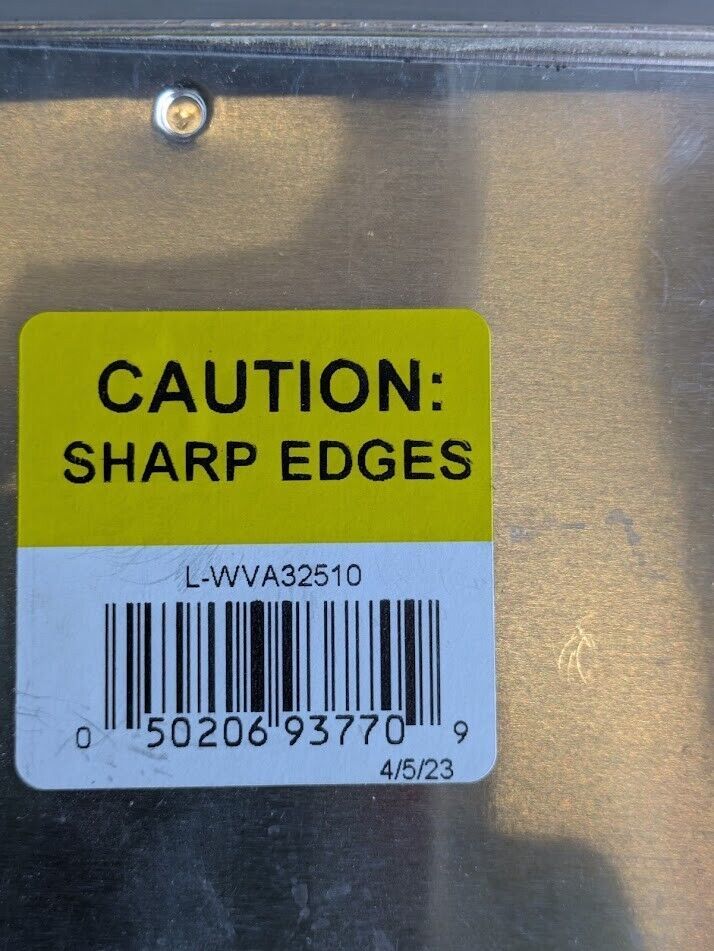 CAUTION:
SHARP EDGES
L-WVA32510
0 50206 93770 9
4/5/23